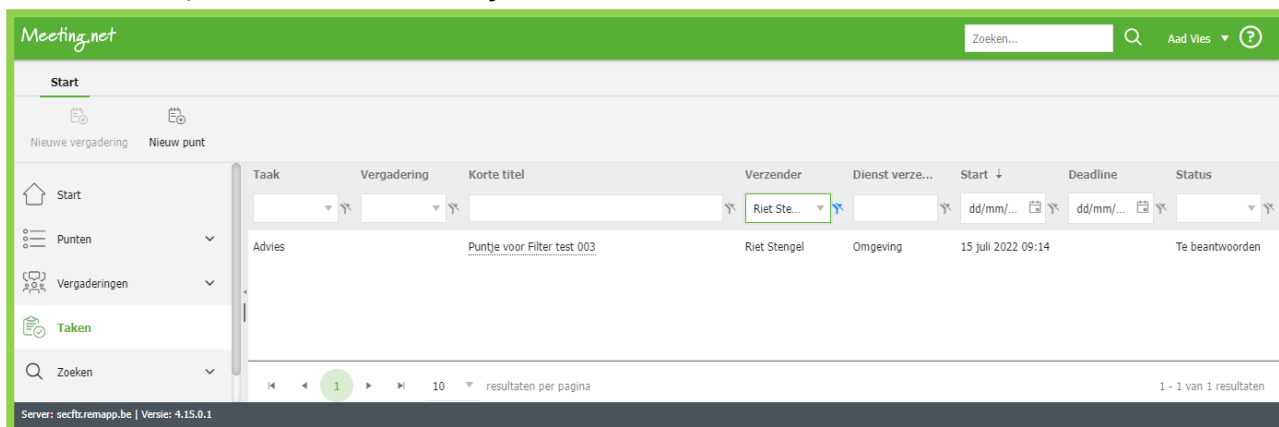 Meeting.net
Zoeken...
Aad Vies
Start
Nieuwe vergadering
Nieuw punt
Start
Punten
Vergaderingen
Taken
Zoeken
Taak Vergadering Korte titel Verzender Dienst verze... Start ↓ Deadline Status
Riet Ste... dd/mm/... dd/mm/...
Advies Puntje voor Filter test 003 Riet Stengel Omgeving 15 juli 2022 09:14 Te beantwoorden
1 10 resultaten per pagina 1 - 1 van 1 resultaten
Server: secftr.remapp.be | Versie: 4.15.0.1